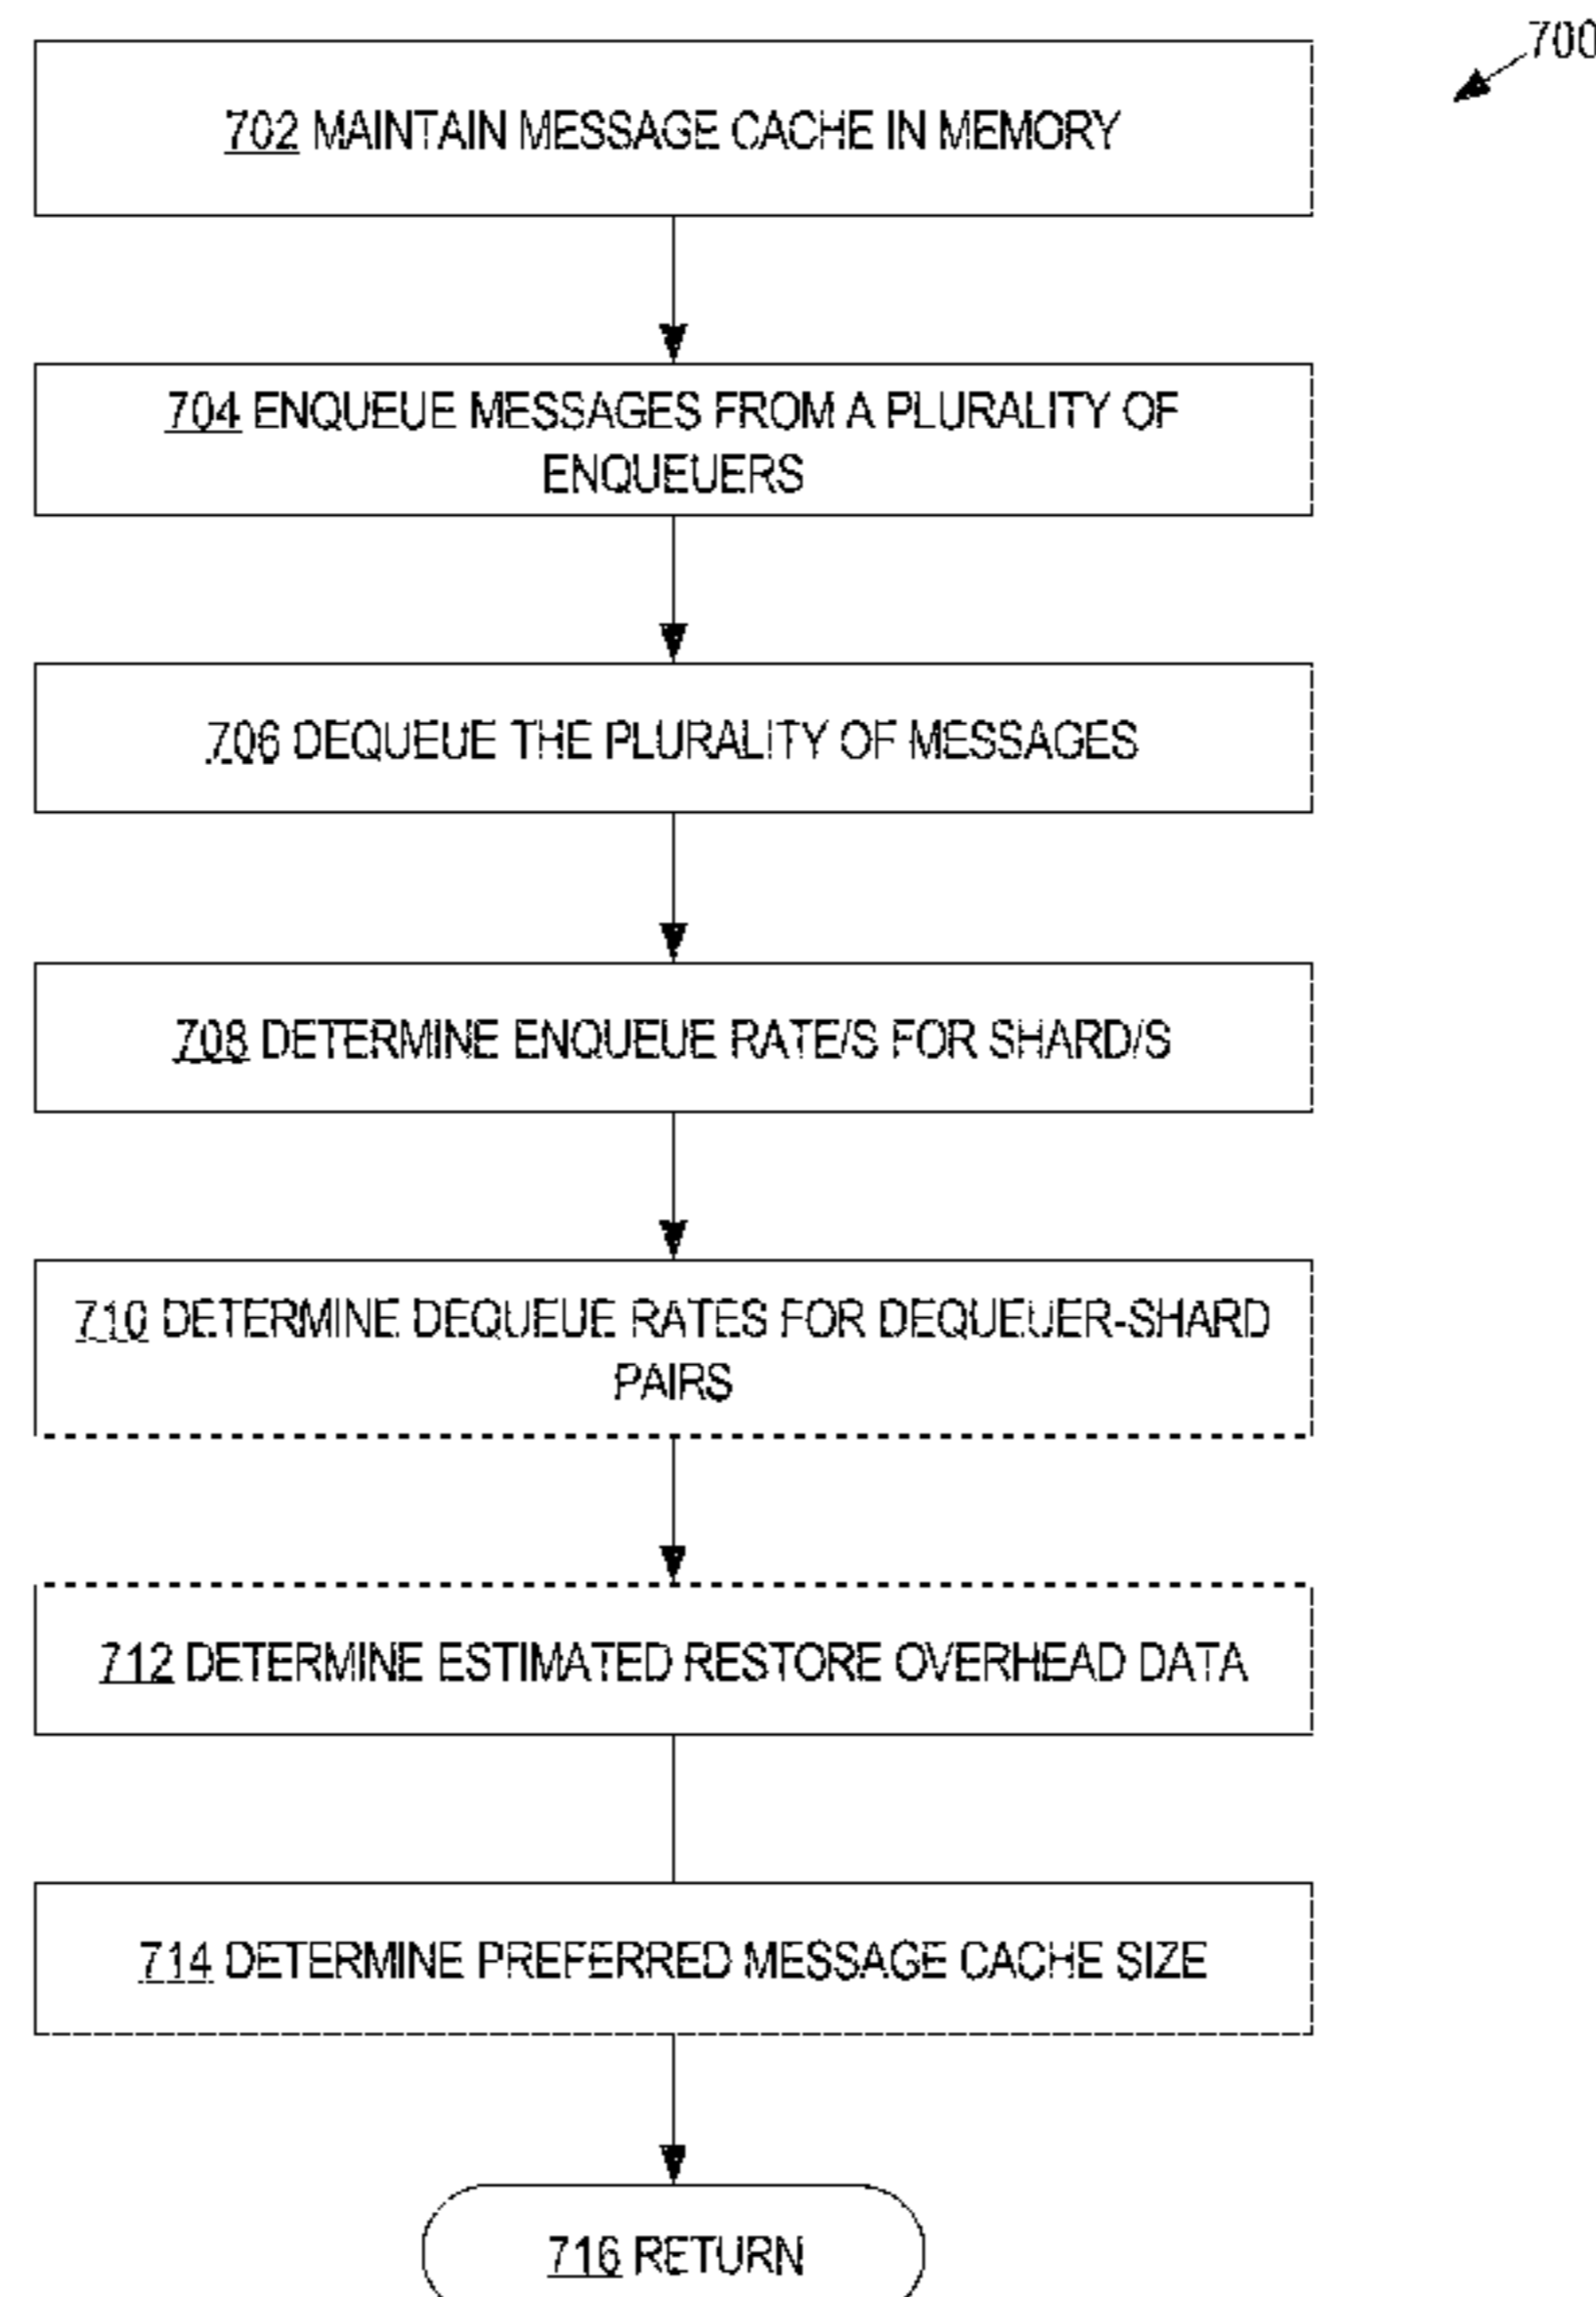 700
702 MAINTAIN MESSAGE CACHE IN MEMORY
704 ENQUEUE MESSAGES FROM A PLURALITY OF
ENQUEUERS
706 DEQUEUE THE PLURALITY OF MESSAGES
708 DETERMINE ENQUEUE RATE/S FOR SHARD/S
710 DETERMINE DEQUEUE RATES FOR DEQUEUER-SHARD
PAIRS
712 DETERMINE ESTIMATED RESTORE OVERHEAD DATA
714 DETERMINE PREFERRED MESSAGE CACHE SIZE
716 RETURN